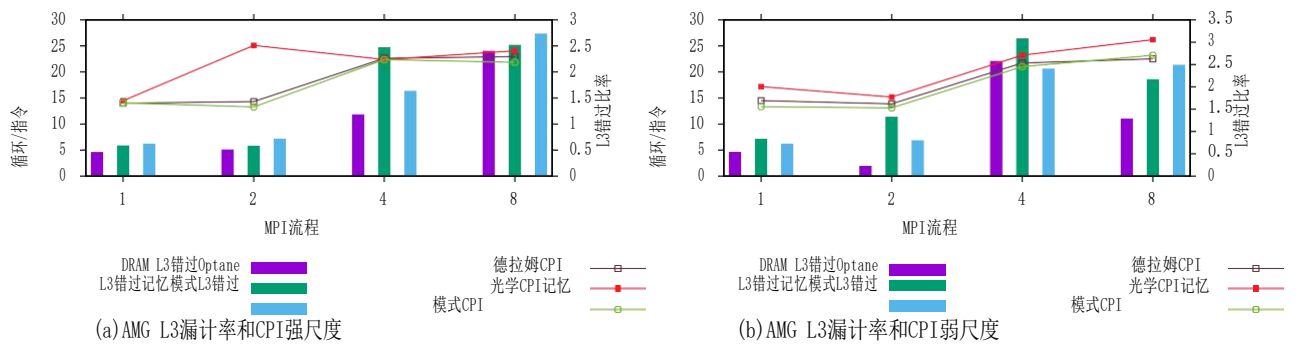 30
25
20
15
10
5
0
循环/指令
3
2.5
2
1.5
1
0.5
0
L3错过比率
1 2 4 8
MPI流程
DRAM L3错过Optane
L3错过记忆模式L3错过
德拉姆CPI
光学CPI记忆
模式CPI
(a)AMG L3漏计率和CPI强尺度
30
25
20
15
10
5
0
循环/指令
3.5
3
2.5
2
1.5
1
0.5
0
L3错过比率
1 2 4 8
MPI流程
DRAM L3错过Optane
L3错过记忆模式L3错过
德拉姆CPI
光学CPI记忆
模式CPI
(b)AMG L3漏计率和CPI弱尺度